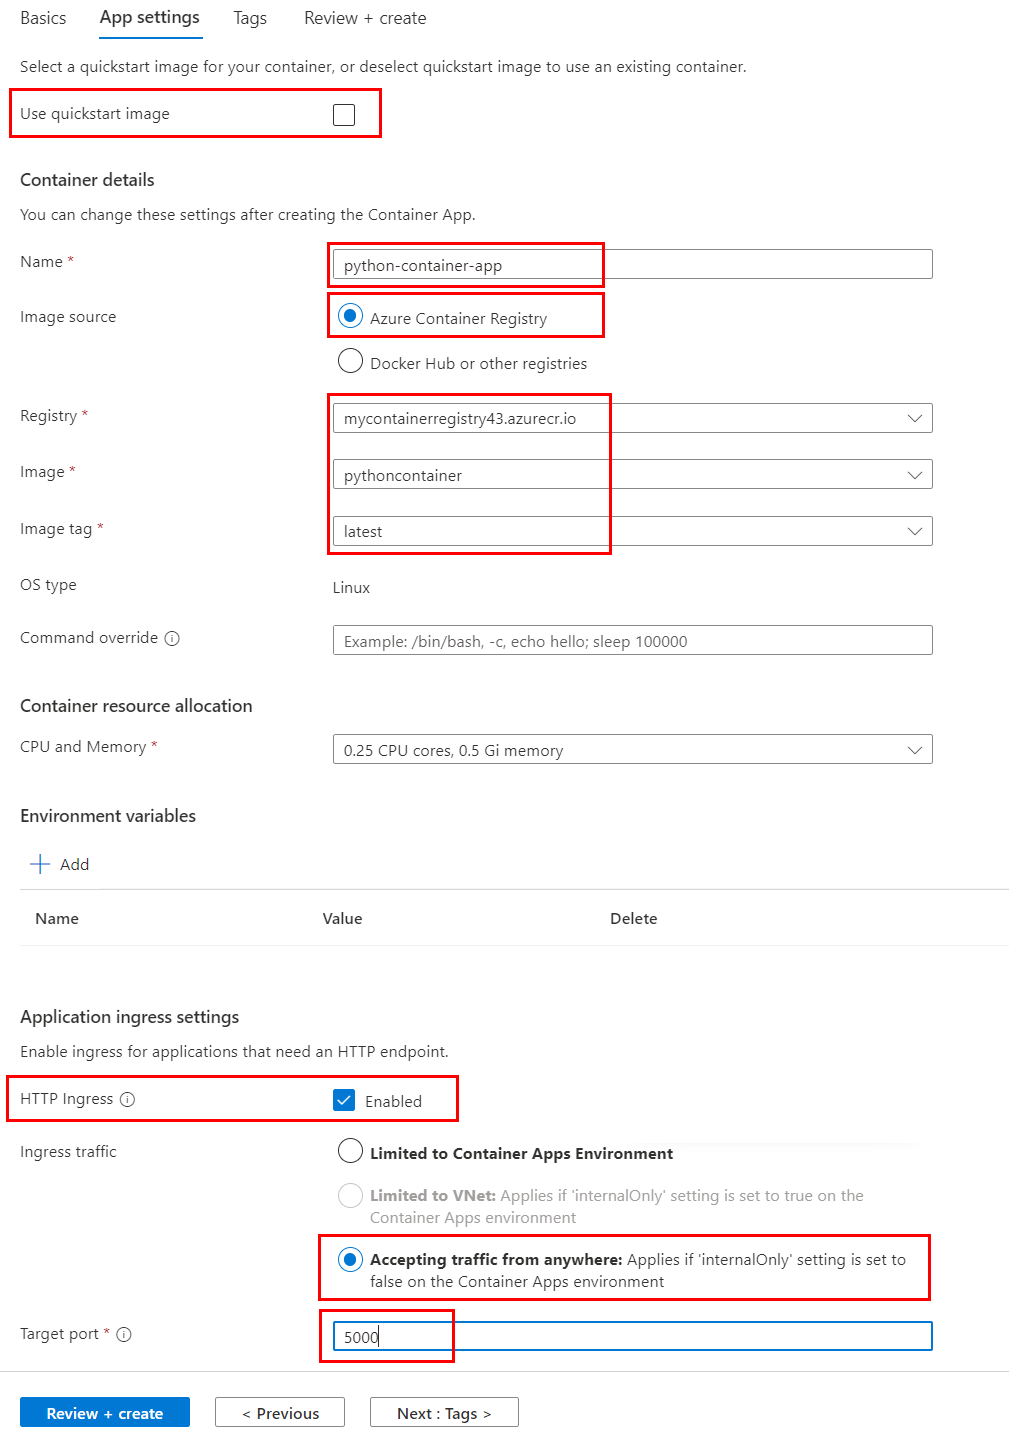 Basics App settings Tags Review + create
Select a quickstart image for your container, or deselect quickstart image to use an existing container.
Use quickstart image
Container details
You can change these settings after creating the Container App.
Name * python-container-app
Image source Azure Container Registry
Docker Hub or other registries
Registry * mycontainerregistry43.azurecr.io
Image * pythoncontainer
Image tag * latest
OS type Linux
Command override Example: /bin/bash, -c, echo hello; sleep 100000
Container resource allocation
CPU and Memory * 0.25 CPU cores, 0.5 Gi memory
Environment variables
Add
Name Value Delete
Application ingress settings
Enable ingress for applications that need an HTTP endpoint.
HTTP Ingress Enabled
Ingress traffic Limited to Container Apps Environment
Limited to VNet: Applies if 'internalOnly' setting is set to true on the
Container Apps environment
Accepting traffic from anywhere: Applies if 'internalOnly' setting is set to
false on the Container Apps environment
Target port * 5000
Review + create < Previous Next : Tags >